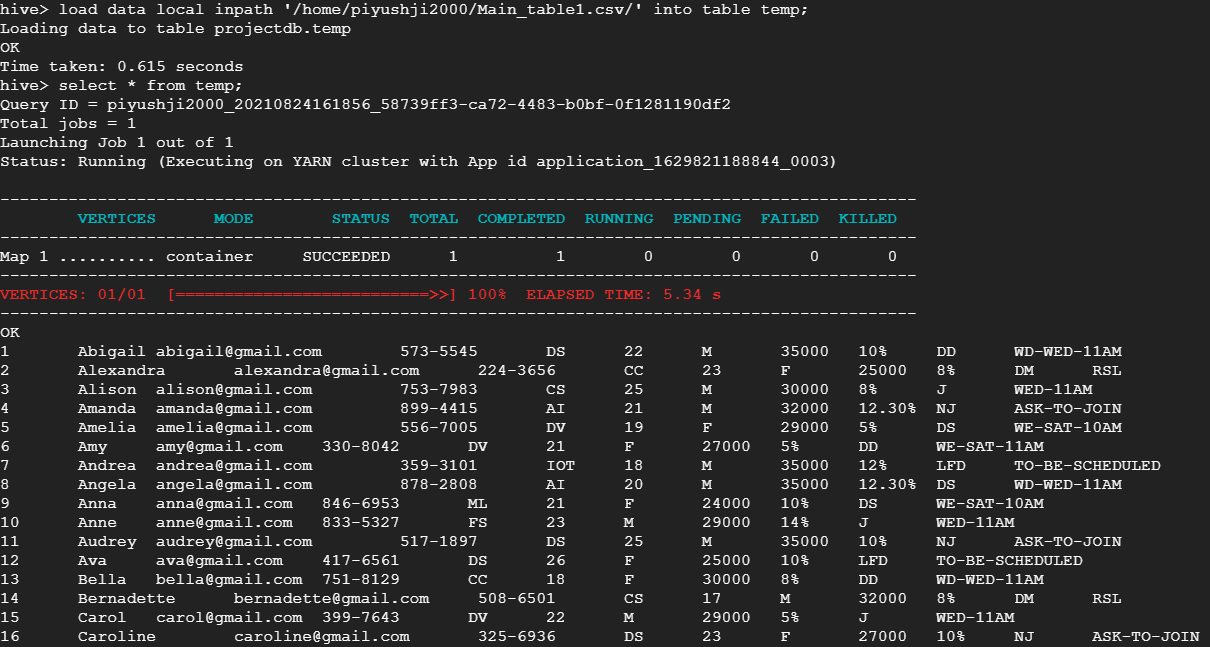 hive> load data local inpath '/home/piyushji2000/Main_table1.csv/' into table temp;
Loading data to table projectdb.temp
OK
Time taken: 0.615 seconds
hive> select * from temp;
Query ID = piyushji2000_20210824161856_58739ff3-ca72-4483-b0bf-0f1281190df2
Total jobs = 1
Launching Job 1 out of 1
Status: Running (Executing on YARN cluster with App id application_1629821188844_0003)
----------------------------------------------------------------------------------------------
VERTICES MODE STATUS TOTAL COMPLETED RUNNING PENDING FAILED KILLED
----------------------------------------------------------------------------------------------
Map 1 .......... container SUCCEEDED 1 1 0 0 0 0
----------------------------------------------------------------------------------------------
VERTICES: 01/01 [==========================>>] 100% ELAPSED TIME: 5.34 s
----------------------------------------------------------------------------------------------
OK
1 Abigail abigail@gmail.com 573-5545 DS 22 M 35000 10% DD WD-WED-11AM
2 Alexandra alexandra@gmail.com 224-3656 CC 23 F 25000 8% DM RSL
3 Alison alison@gmail.com 753-7983 CS 25 M 30000 8% J WED-11AM
4 Amanda amanda@gmail.com 899-4415 AI 21 M 32000 12.30% NJ ASK-TO-JOIN
5 Amelia amelia@gmail.com 556-7005 DV 19 F 29000 5% DS WE-SAT-10AM
6 Amy amy@gmail.com 330-8042 DV 21 F 27000 5% DD WE-SAT-11AM
7 Andrea andrea@gmail.com 359-3101 IOT 18 M 35000 12% LFD TO-BE-SCHEDULED
8 Angela angela@gmail.com 878-2808 AI 20 M 35000 12.30% DS WD-WED-11AM
9 Anna anna@gmail.com 846-6953 ML 21 F 24000 10% DS WE-SAT-10AM
10 Anne anne@gmail.com 833-5327 FS 23 M 29000 14% J WED-11AM
11 Audrey audrey@gmail.com 517-1897 DS 25 M 35000 10% NJ ASK-TO-JOIN
12 Ava ava@gmail.com 417-6561 DS 26 F 25000 10% LFD TO-BE-SCHEDULED
13 Bella bella@gmail.com 751-8129 CC 18 F 30000 8% DD WD-WED-11AM
14 Bernadette bernadette@gmail.com 508-6501 CS 17 M 32000 8% DM RSL
15 Carol carol@gmail.com 399-7643 DV 22 M 29000 5% J WED-11AM
16 Caroline caroline@gmail.com 325-6936 DS 23 F 27000 10% NJ ASK-TO-JOIN